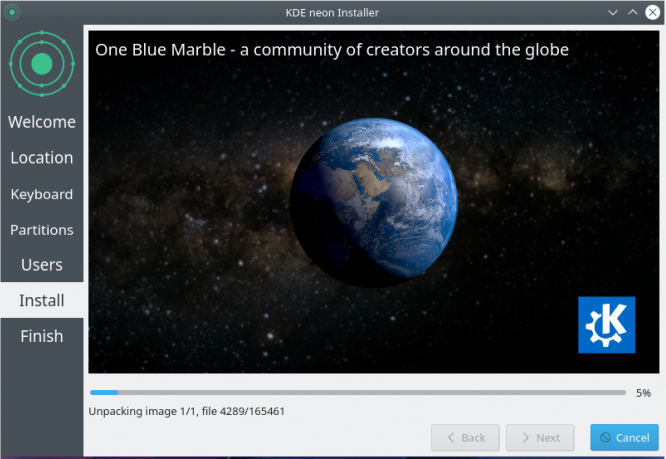 KDE neon Installer
One Blue Marble - a community of creators around the globe
Welcome
Location
Keyboard
Partitions
Users
Install
Finish
K
5%
Unpacking image 1/1, file 4289/165461
Back
Next
Cancel